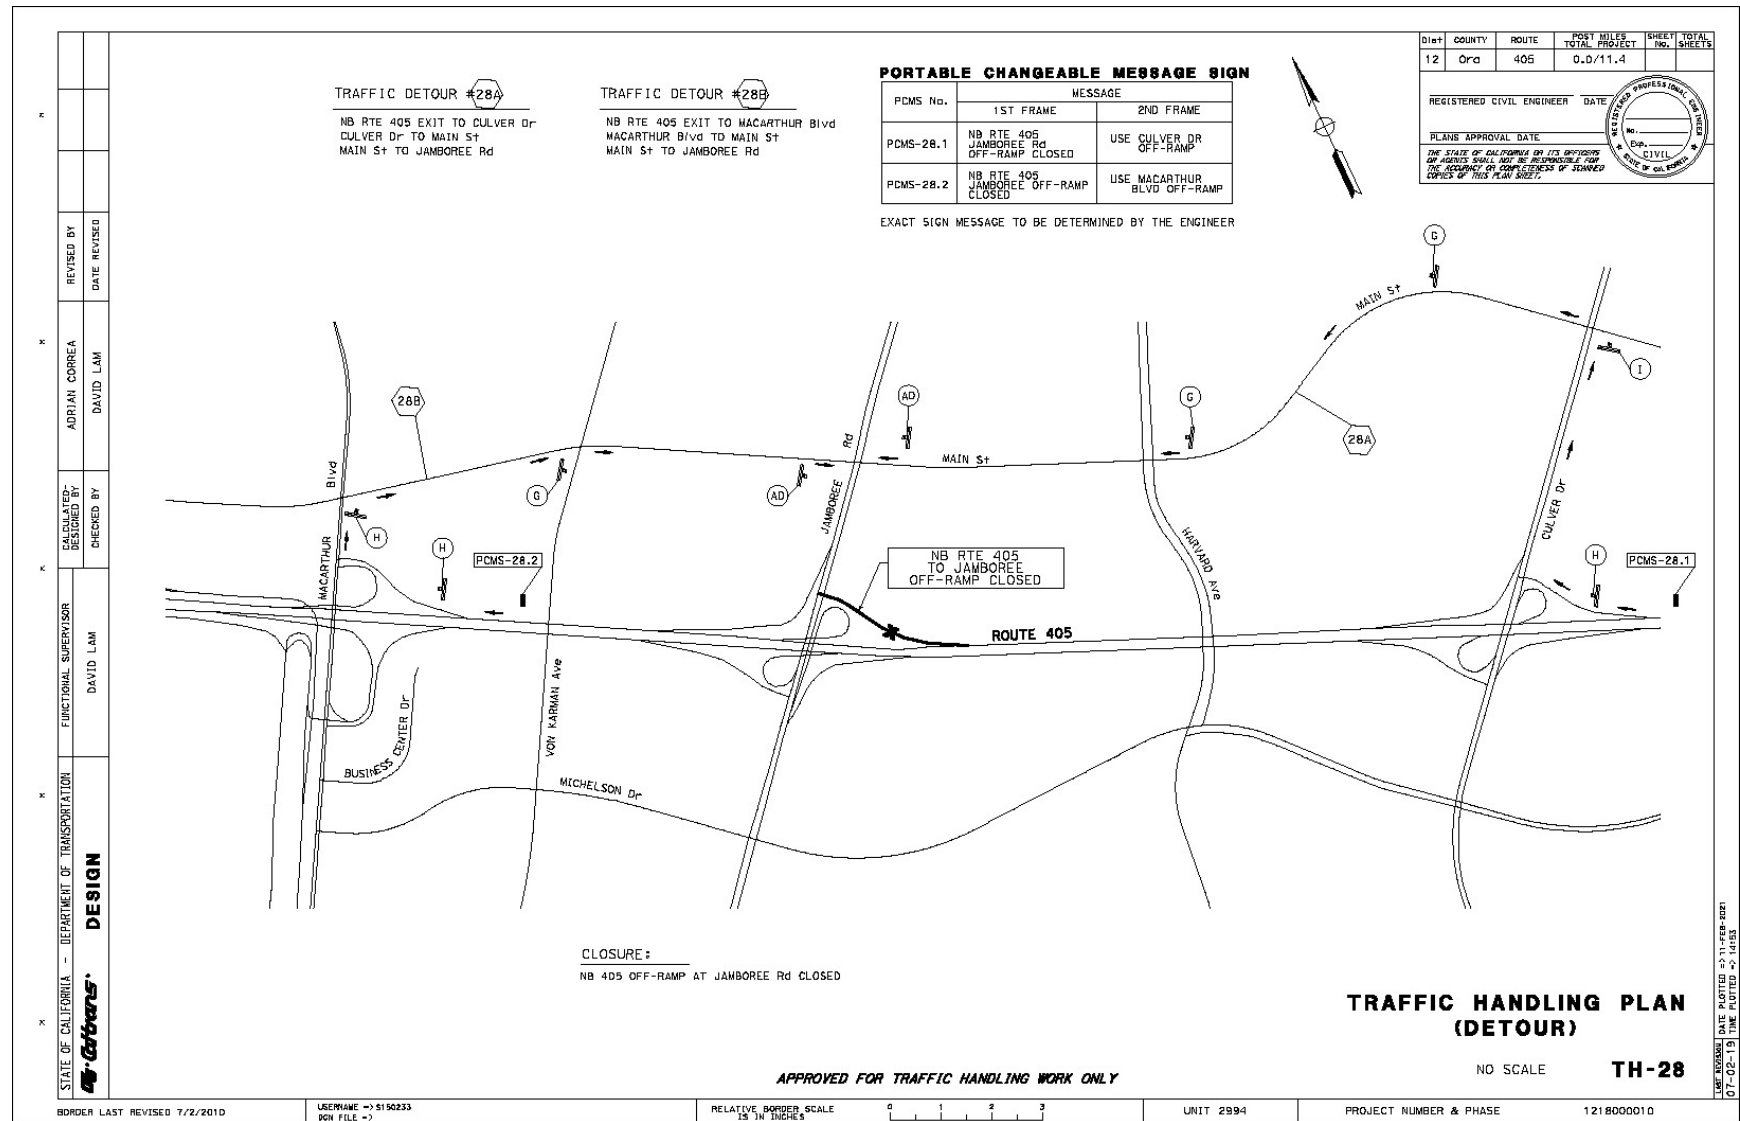 Dist COUNTY ROUTE POST MILES TOTAL PROJECT SHEET No. TOTAL SHEETS
12 Ora 405 0.0/11.4
REGISTERED CIVIL ENGINEER DATE
PLANS APPROVAL DATE
THE STATE OF CALIFORNIA OR ITS OFFICERS
OR AGENTS SHALL NOT BE RESPONSIBLE FOR
THE ACCURACY OR COMPLETENESS OF SCANNED
COPIES OF THIS PLAN SHEET.
REGISTERED PROFESSIONAL ENGINEER
No.
Exp.
CIVIL
STATE OF CALIFORNIA
TRAFFIC DETOUR #28A
NB RTE 405 EXIT TO CULVER Dr
CULVER Dr TO MAIN St
MAIN St TO JAMBOREE Rd
TRAFFIC DETOUR #28B
NB RTE 405 EXIT TO MACARTHUR Blvd
MACARTHUR Blvd TO MAIN St
MAIN St TO JAMBOREE Rd
PORTABLE CHANGEABLE MESSAGE SIGN
PCMS No. MESSAGE
1ST FRAME 2ND FRAME
PCMS-28.1
NB RTE 405
JAMBOREE Rd
OFF-RAMP CLOSED
USE CULVER DR
OFF-RAMP
PCMS-28.2
NB RTE 405
JAMBOREE OFF-RAMP
CLOSED
USE MACARTHUR
BLVD OFF-RAMP
EXACT SIGN MESSAGE TO BE DETERMINED BY THE ENGINEER
G
MAIN St
I
28B
AD
G
28A
MACARTHUR Blvd
G
AD
JAMBOREE Rd
MAIN St
CULVER Dr
H
H
PCMS-28.2
NB RTE 405
TO JAMBOREE
OFF-RAMP CLOSED
HARVARD Ave
H
PCMS-28.1
ROUTE 405
VON KARMAN Ave
BUSINESS CENTER Dr
MICHELSON Dr
CLOSURE:
NB 405 OFF-RAMP AT JAMBOREE Rd CLOSED
TRAFFIC HANDLING PLAN
(DETOUR)
NO SCALE
TH-28
APPROVED FOR TRAFFIC HANDLING WORK ONLY
REVISED BY
DATE REVISED
ADRIAN CORREA
DAVID LAM
CALCULATED-
DESIGNED BY
CHECKED BY
FUNCTIONAL SUPERVISOR
DAVID LAM
STATE OF CALIFORNIA - DEPARTMENT OF TRANSPORTATION
DESIGN
Caltrans
x
x
x
x
x
LAST REVISION
07-02-19
DATE PLOTTED => 11-FEB-2021
TIME PLOTTED => 14:53
BORDER LAST REVISED 7/2/2010
USERNAME => S150233
DGN FILE =>
RELATIVE BORDER SCALE
IS IN INCHES
0 1 2 3
UNIT 2994
PROJECT NUMBER & PHASE
1218000010